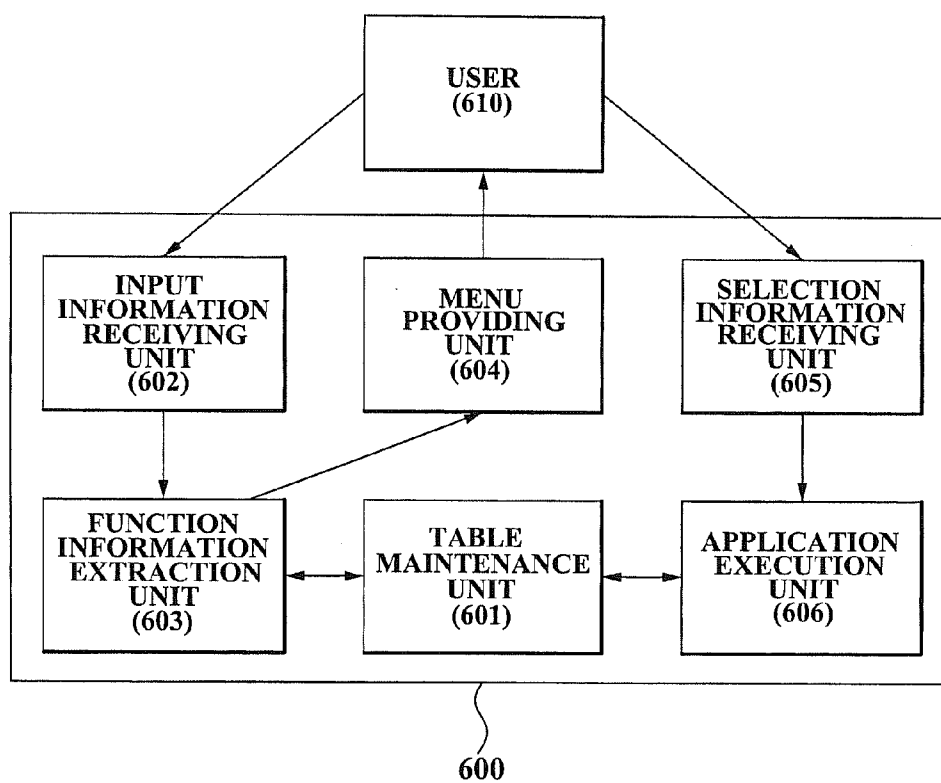 USER
(610)
INPUT
INFORMATION
RECEIVING
UNIT
(602)
MENU
PROVIDING
UNIT
(604)
SELECTION
INFORMATION
RECEIVING
UNIT
(605)
FUNCTION
INFORMATION
EXTRACTION
UNIT
(603)
TABLE
MAINTENANCE
UNIT
(601)
APPLICATION
EXECUTION
UNIT
(606)
600